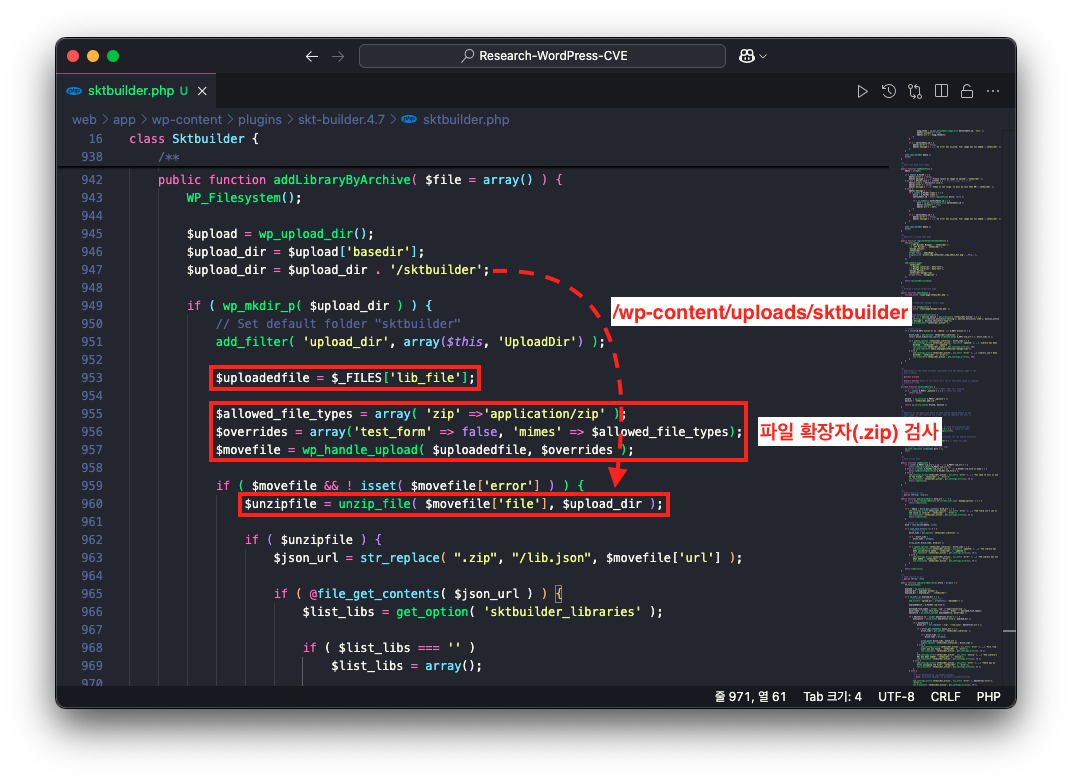 Research-WordPress-CVE
php sktbuilder.php U
web > app > wp-content > plugins > skt-builder.4.7 > php sktbuilder.php
16 class Sktbuilder {
938 /**
942 public function addLibraryByArchive( $file = array() ) {
943 WP_Filesystem();
944
945 $upload = wp_upload_dir();
946 $upload_dir = $upload['basedir'];
947 $upload_dir = $upload_dir . '/sktbuilder';
948
/wp-content/uploads/sktbuilder
949 if ( wp_mkdir_p( $upload_dir ) ) {
950 // Set default folder "sktbuilder"
951 add_filter( 'upload_dir', array($this, 'UploadDir') );
952
953 $uploadedfile = $_FILES['lib_file'];
954
955 $allowed_file_types = array( 'zip' =>'application/zip' );
956 $overrides = array('test_form' => false, 'mimes' => $allowed_file_types);
파일 확장자(.zip) 검사
957 $movefile = wp_handle_upload( $uploadedfile, $overrides );
958
959 if ( $movefile && ! isset( $movefile['error'] ) ) {
960 $unzipfile = unzip_file( $movefile['file'], $upload_dir );
961
962 if ( $unzipfile ) {
963 $json_url = str_replace( ".zip", "/lib.json", $movefile['url'] );
964
965 if ( @file_get_contents( $json_url ) ) {
966 $list_libs = get_option( 'sktbuilder_libraries' );
967
968 if ( $list_libs === '' )
969 $list_libs = array();
970
줄 971, 열 61 Tab 크기: 4 UTF-8 CRLF PHP